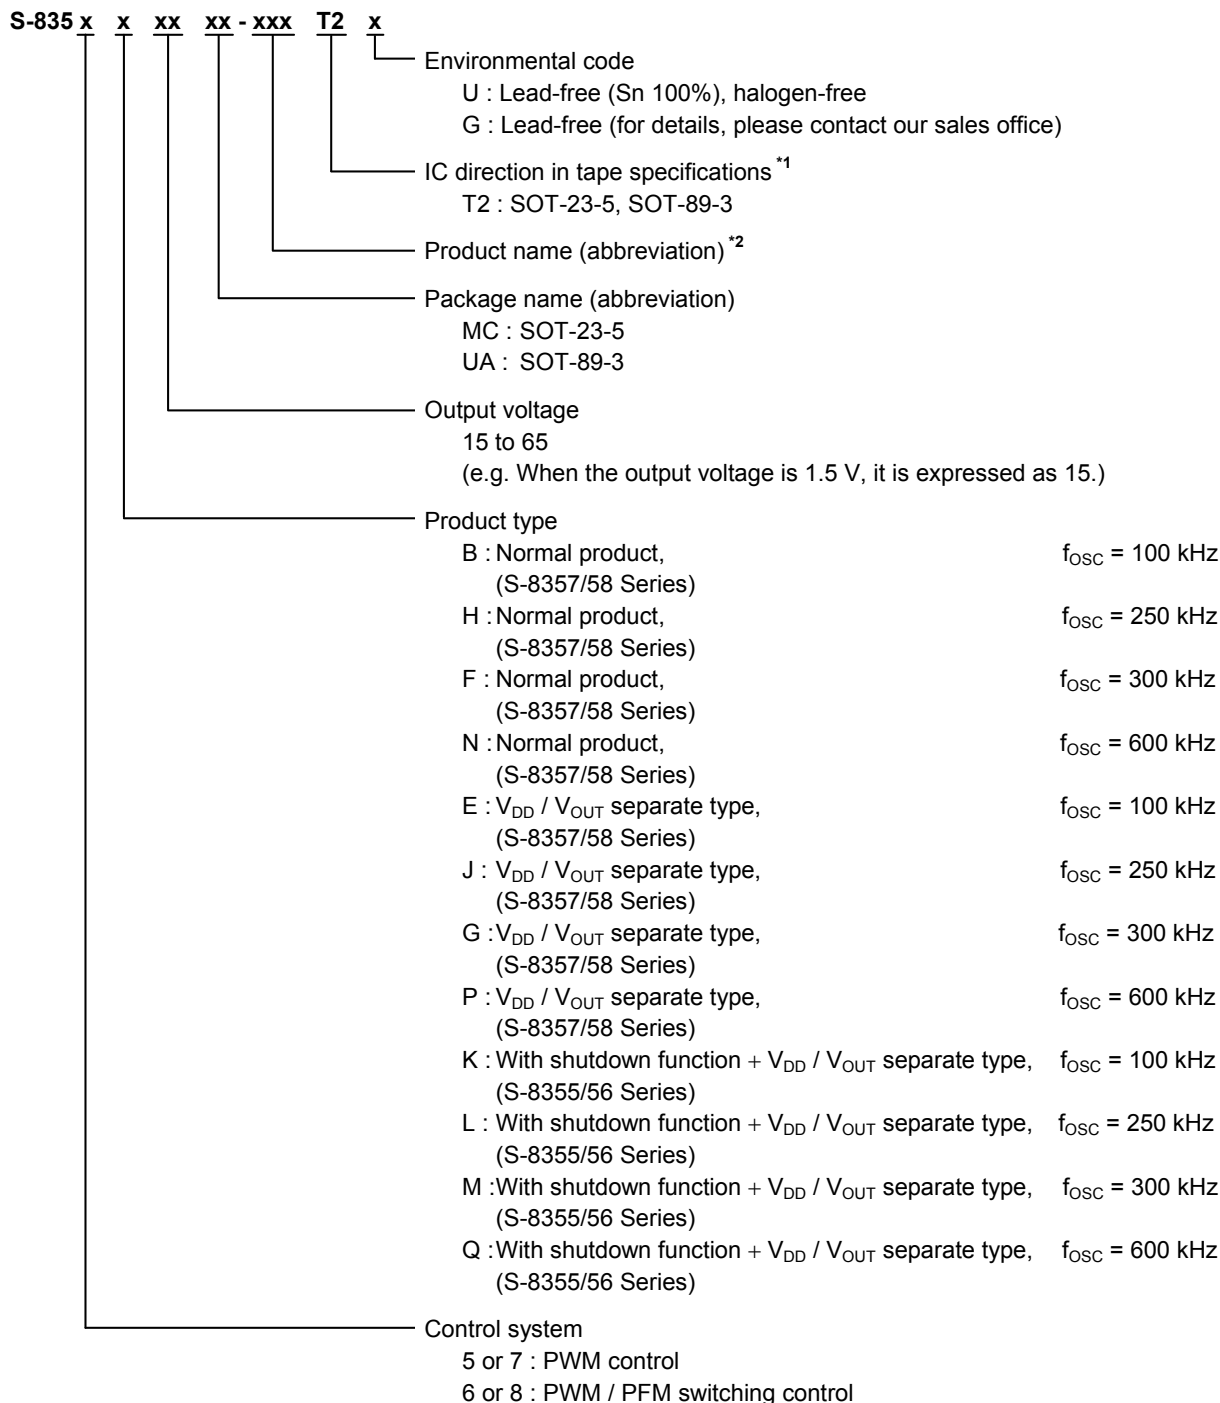 S-835 x x xx xx - xxx T2 x
Environmental code
U : Lead-free (Sn 100%), halogen-free
G : Lead-free (for details, please contact our sales office)
IC direction in tape specifications *1
T2 : SOT-23-5, SOT-89-3
Product name (abbreviation) *2
Package name (abbreviation)
MC : SOT-23-5
UA : SOT-89-3
Output voltage
15 to 65
(e.g. When the output voltage is 1.5 V, it is expressed as 15.)
Product type
B : Normal product, fOSC = 100 kHz
(S-8357/58 Series)
H : Normal product, fOSC = 250 kHz
(S-8357/58 Series)
F : Normal product, fOSC = 300 kHz
(S-8357/58 Series)
N : Normal product, fOSC = 600 kHz
(S-8357/58 Series)
E : VDD / VOUT separate type, fOSC = 100 kHz
(S-8357/58 Series)
J : VDD / VOUT separate type, fOSC = 250 kHz
(S-8357/58 Series)
G : VDD / VOUT separate type, fOSC = 300 kHz
(S-8357/58 Series)
P : VDD / VOUT separate type, fOSC = 600 kHz
(S-8357/58 Series)
K : With shutdown function + VDD / VOUT separate type, fOSC = 100 kHz
(S-8355/56 Series)
L : With shutdown function + VDD / VOUT separate type, fOSC = 250 kHz
(S-8355/56 Series)
M : With shutdown function + VDD / VOUT separate type, fOSC = 300 kHz
(S-8355/56 Series)
Q : With shutdown function + VDD / VOUT separate type, fOSC = 600 kHz
(S-8355/56 Series)
Control system
5 or 7 : PWM control
6 or 8 : PWM / PFM switching control